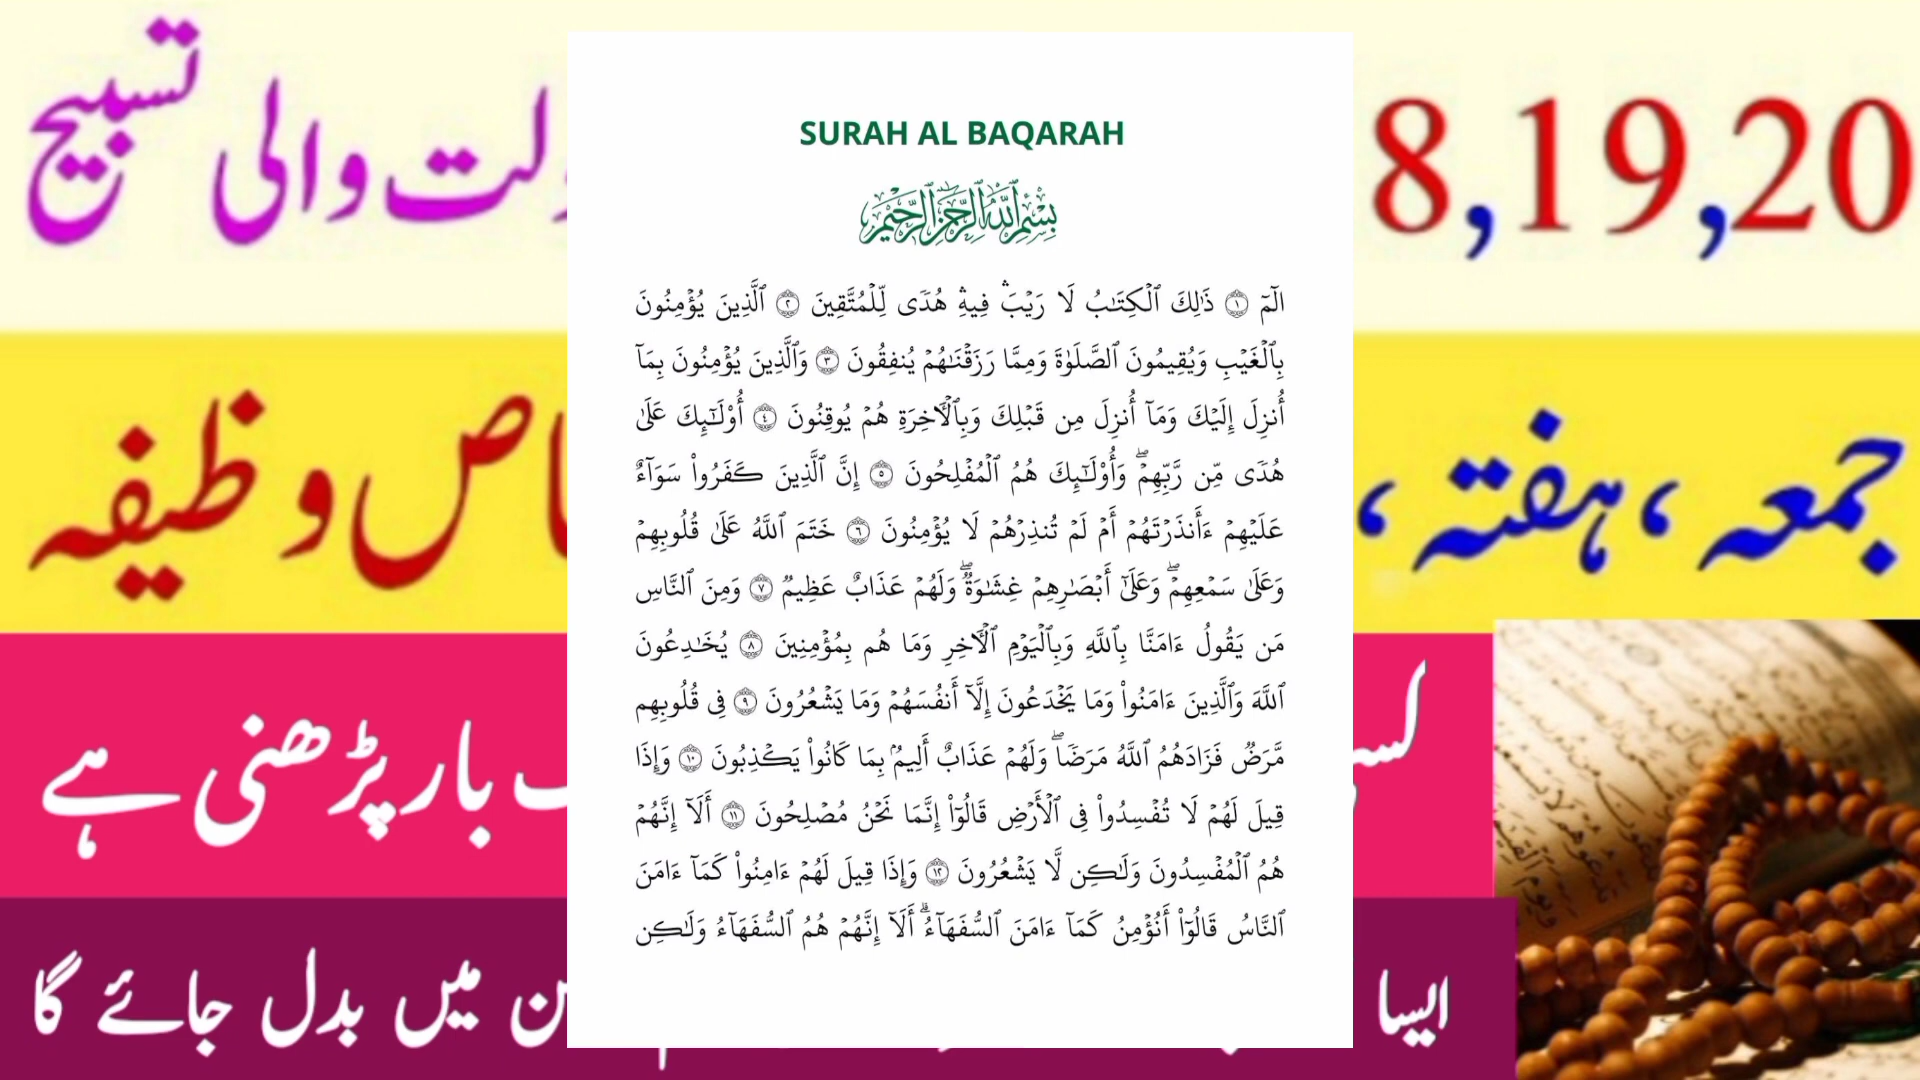 SURAH AL BAQARAH
بِسْمِ ٱللَّهِ ٱلرَّحْمَٰنِ ٱلرَّحِيمِ
الٓمٓ ١ ذَٰلِكَ ٱلْكِتَٰبُ لَا رَيْبَ ۛ فِيهِ ۛ هُدًى لِّلْمُتَّقِينَ ٢ ٱلَّذِينَ يُؤْمِنُونَ
بِٱلْغَيْبِ وَيُقِيمُونَ ٱلصَّلَوٰةَ وَمِمَّا رَزَقْنَٰهُمْ يُنفِقُونَ ٣ وَٱلَّذِينَ يُؤْمِنُونَ بِمَآ
أُنزِلَ إِلَيْكَ وَمَآ أُنزِلَ مِن قَبْلِكَ وَبِٱلْءَاخِرَةِ هُمْ يُوقِنُونَ ٤ أُو۟لَٰٓئِكَ عَلَىٰ
هُدًى مِّن رَّبِّهِمْ ۖ وَأُو۟لَٰٓئِكَ هُمُ ٱلْمُفْلِحُونَ ٥ إِنَّ ٱلَّذِينَ كَفَرُوا۟ سَوَآءٌ
عَلَيْهِمْ ءَأَنذَرْتَهُمْ أَمْ لَمْ تُنذِرْهُمْ لَا يُؤْمِنُونَ ٦ خَتَمَ ٱللَّهُ عَلَىٰ قُلُوبِهِمْ
وَعَلَىٰ سَمْعِهِمْ ۖ وَعَلَىٰٓ أَبْصَٰرِهِمْ غِشَٰوَةٌ ۖ وَلَهُمْ عَذَابٌ عَظِيمٌ ٧ وَمِنَ ٱلنَّاسِ
مَن يَقُولُ ءَامَنَّا بِٱللَّهِ وَبِٱلْيَوْمِ ٱلْءَاخِرِ وَمَا هُم بِمُؤْمِنِينَ ٨ يُخَٰدِعُونَ
ٱللَّهَ وَٱلَّذِينَ ءَامَنُوا۟ وَمَا يَخْدَعُونَ إِلَّآ أَنفُسَهُمْ وَمَا يَشْعُرُونَ ٩ فِى قُلُوبِهِم
مَّرَضٌ فَزَادَهُمُ ٱللَّهُ مَرَضًا ۖ وَلَهُمْ عَذَابٌ أَلِيمٌۢ بِمَا كَانُوا۟ يَكْذِبُونَ ١٠ وَإِذَا
قِيلَ لَهُمْ لَا تُفْسِدُوا۟ فِى ٱلْأَرْضِ قَالُوٓا۟ إِنَّمَا نَحْنُ مُصْلِحُونَ ١١ أَلَآ إِنَّهُمْ
هُمُ ٱلْمُفْسِدُونَ وَلَٰكِن لَّا يَشْعُرُونَ ١٢ وَإِذَا قِيلَ لَهُمْ ءَامِنُوا۟ كَمَآ ءَامَنَ
ٱلنَّاسُ قَالُوٓا۟ أَنُؤْمِنُ كَمَآ ءَامَنَ ٱلسُّفَهَآءُ ۗ أَلَآ إِنَّهُمْ هُمُ ٱلسُّفَهَآءُ وَلَٰكِن
8,19,20
والی تسبیح
جمعہ، ہفتہ،
وظیفہ
بار پڑھنی ہے
ایسا
میں بدل جائے گا